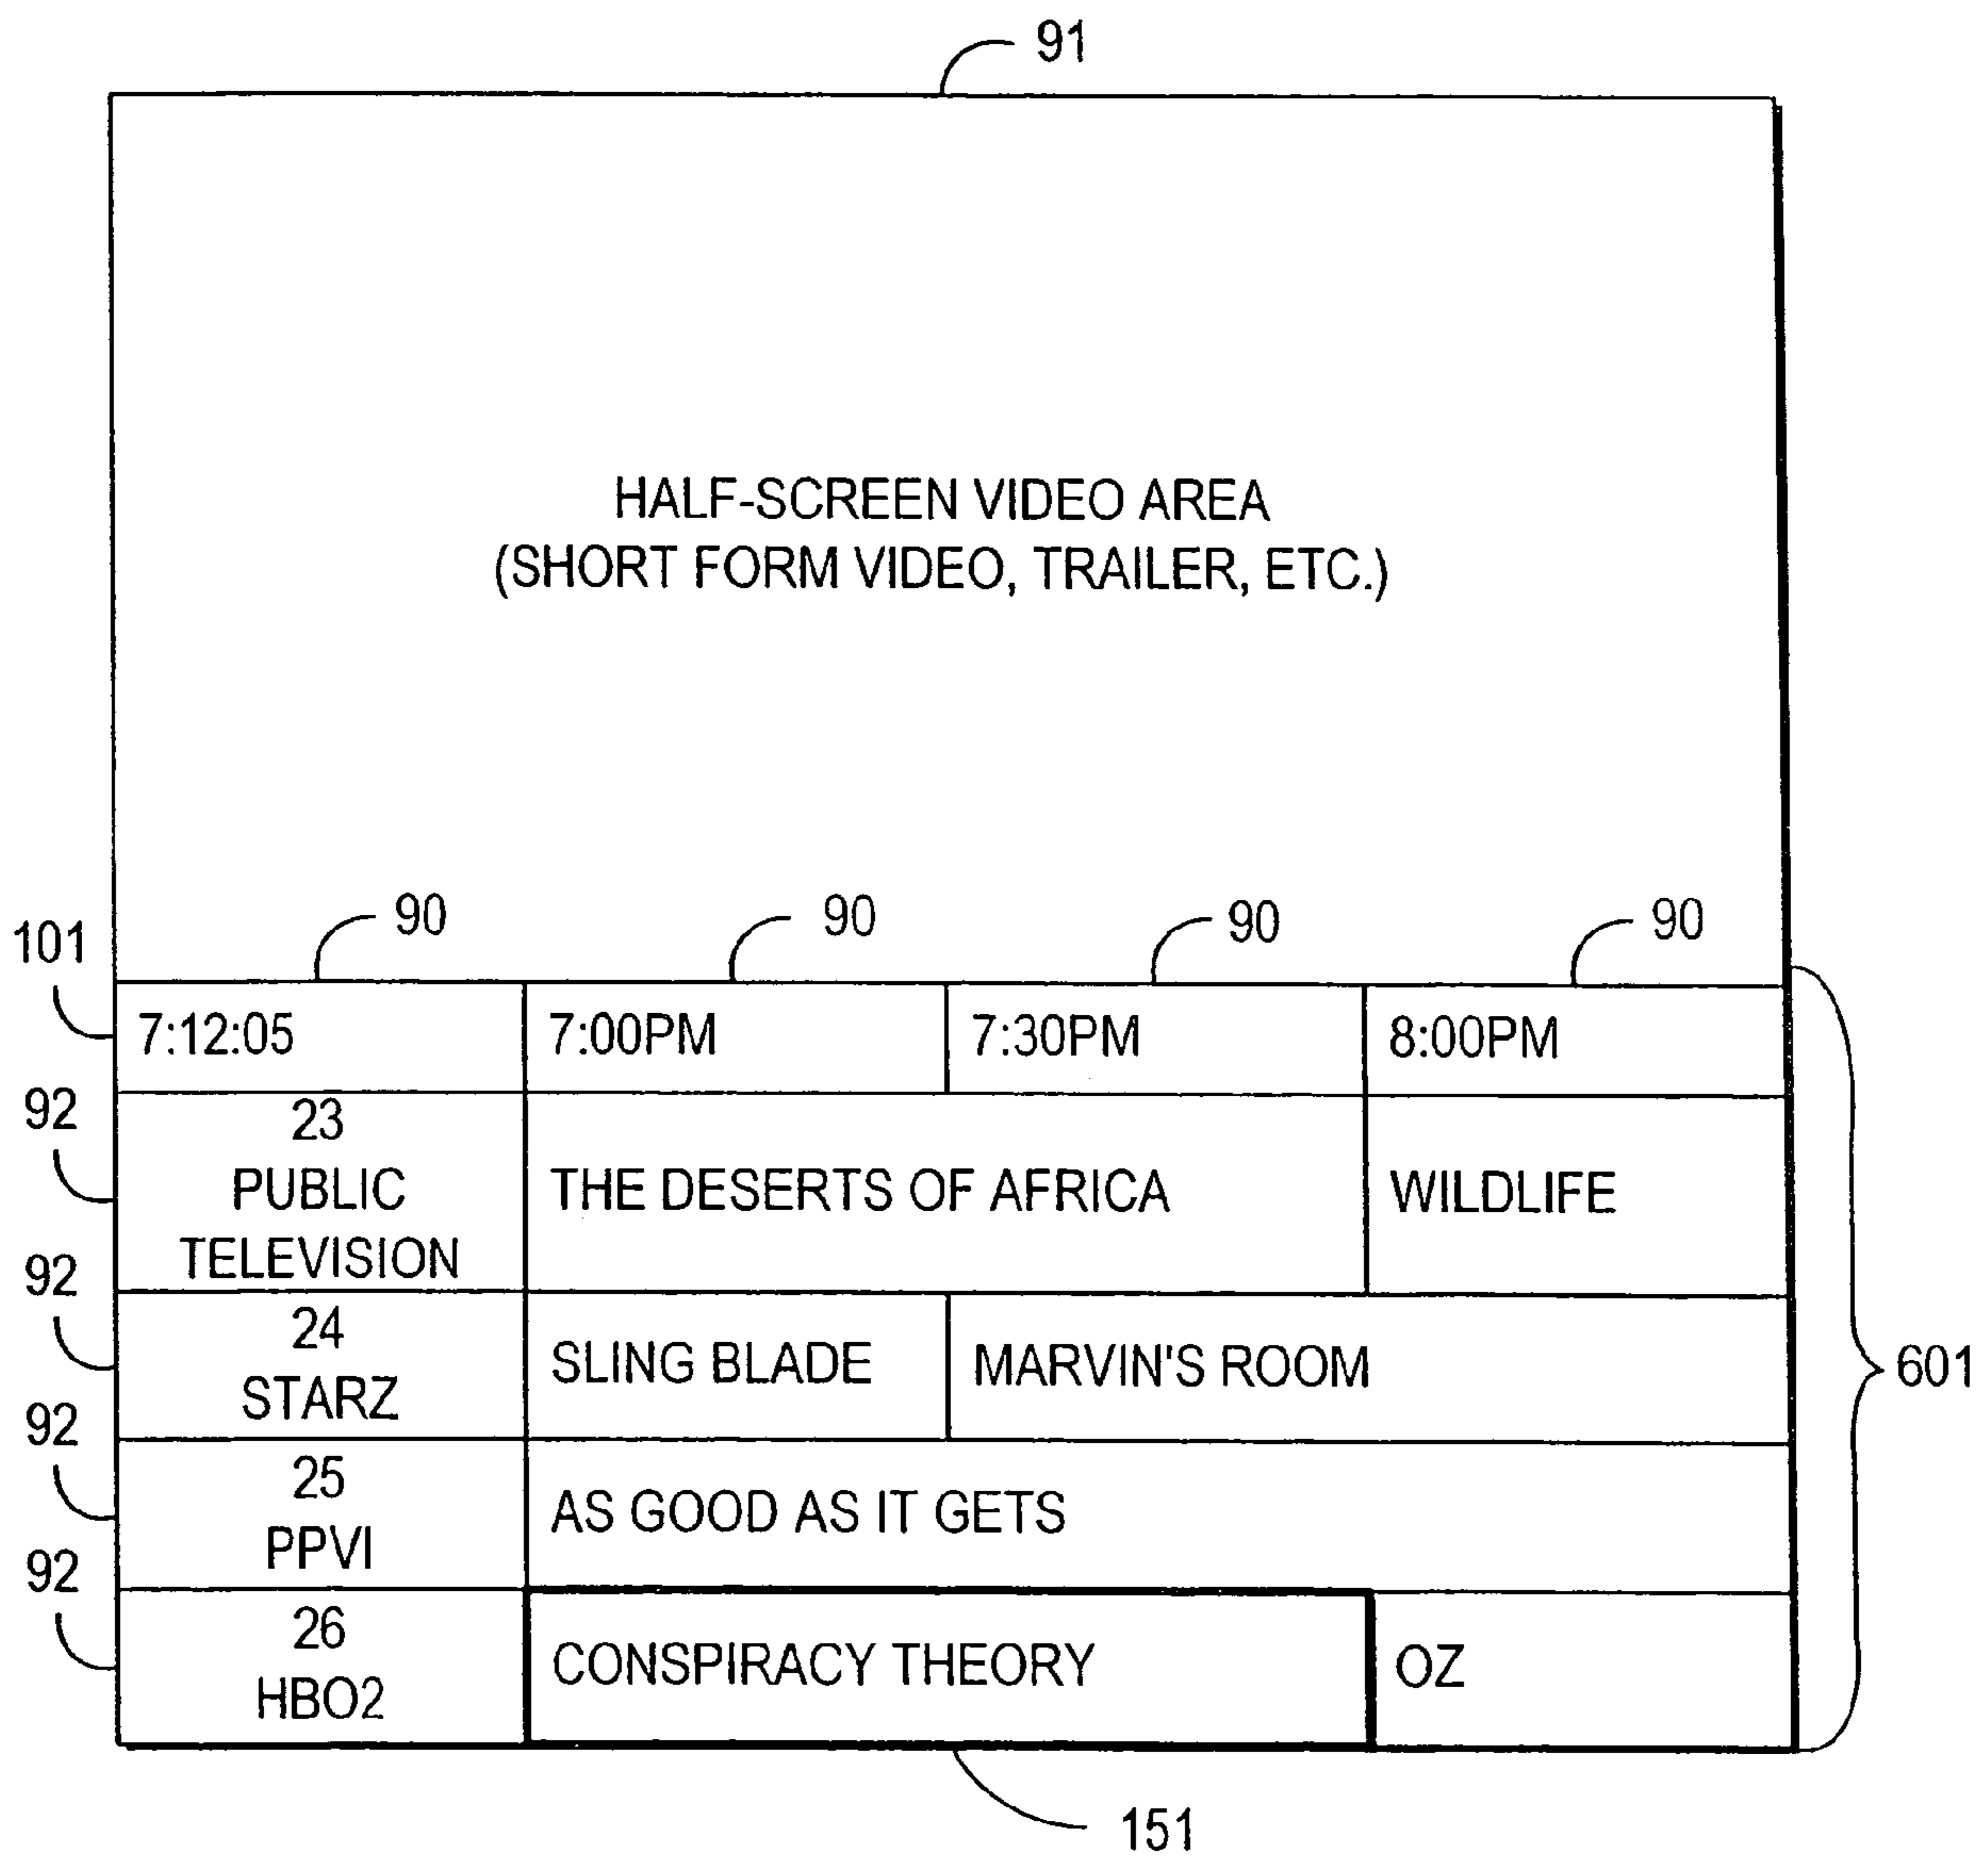 91
HALF-SCREEN VIDEO AREA
(SHORT FORM VIDEO, TRAILER, ETC.)
101
90
90
90
90
7:12:05
7:00PM
7:30PM
8:00PM
92
23
PUBLIC
TELEVISION
THE DESERTS OF AFRICA
WILDLIFE
92
24
STARZ
SLING BLADE
MARVIN'S ROOM
601
92
25
PPVI
AS GOOD AS IT GETS
92
26
HBO2
CONSPIRACY THEORY
OZ
151